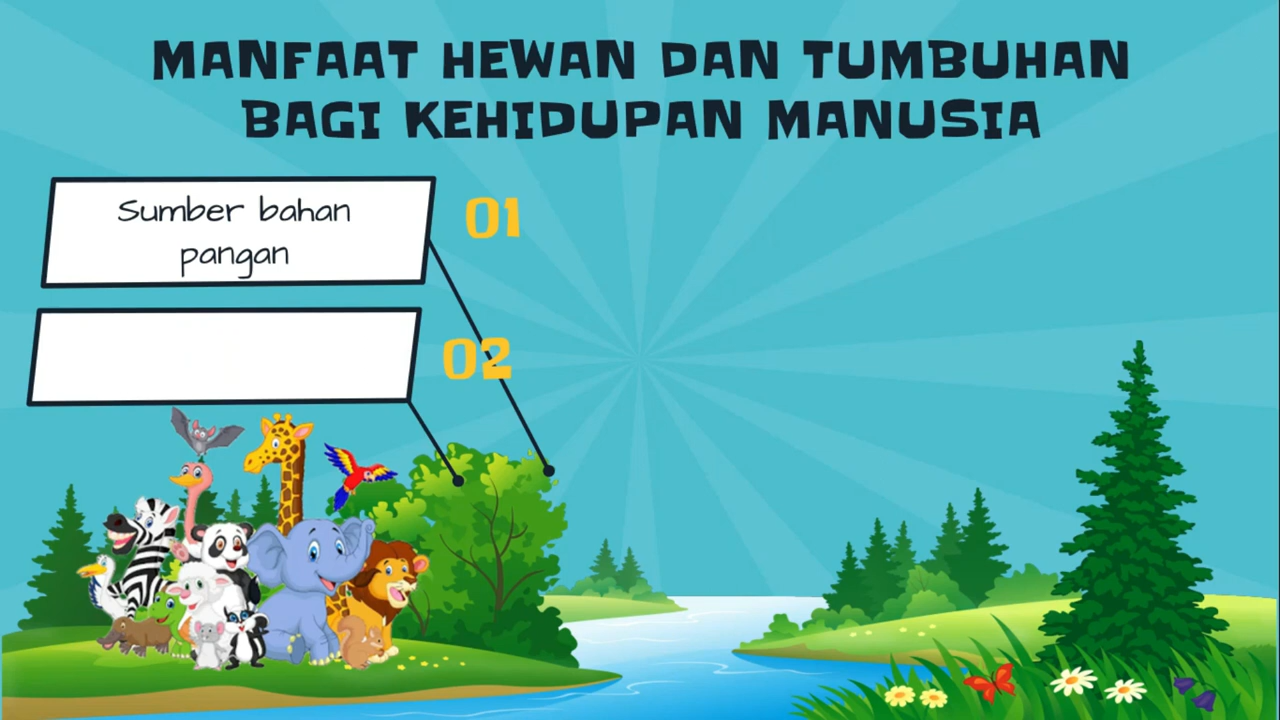 MANFAAT HEWAN DAN TUMBUHAN
BAGI KEHIDUPAN MANUSIA
Sumber bahan
pangan
01
02